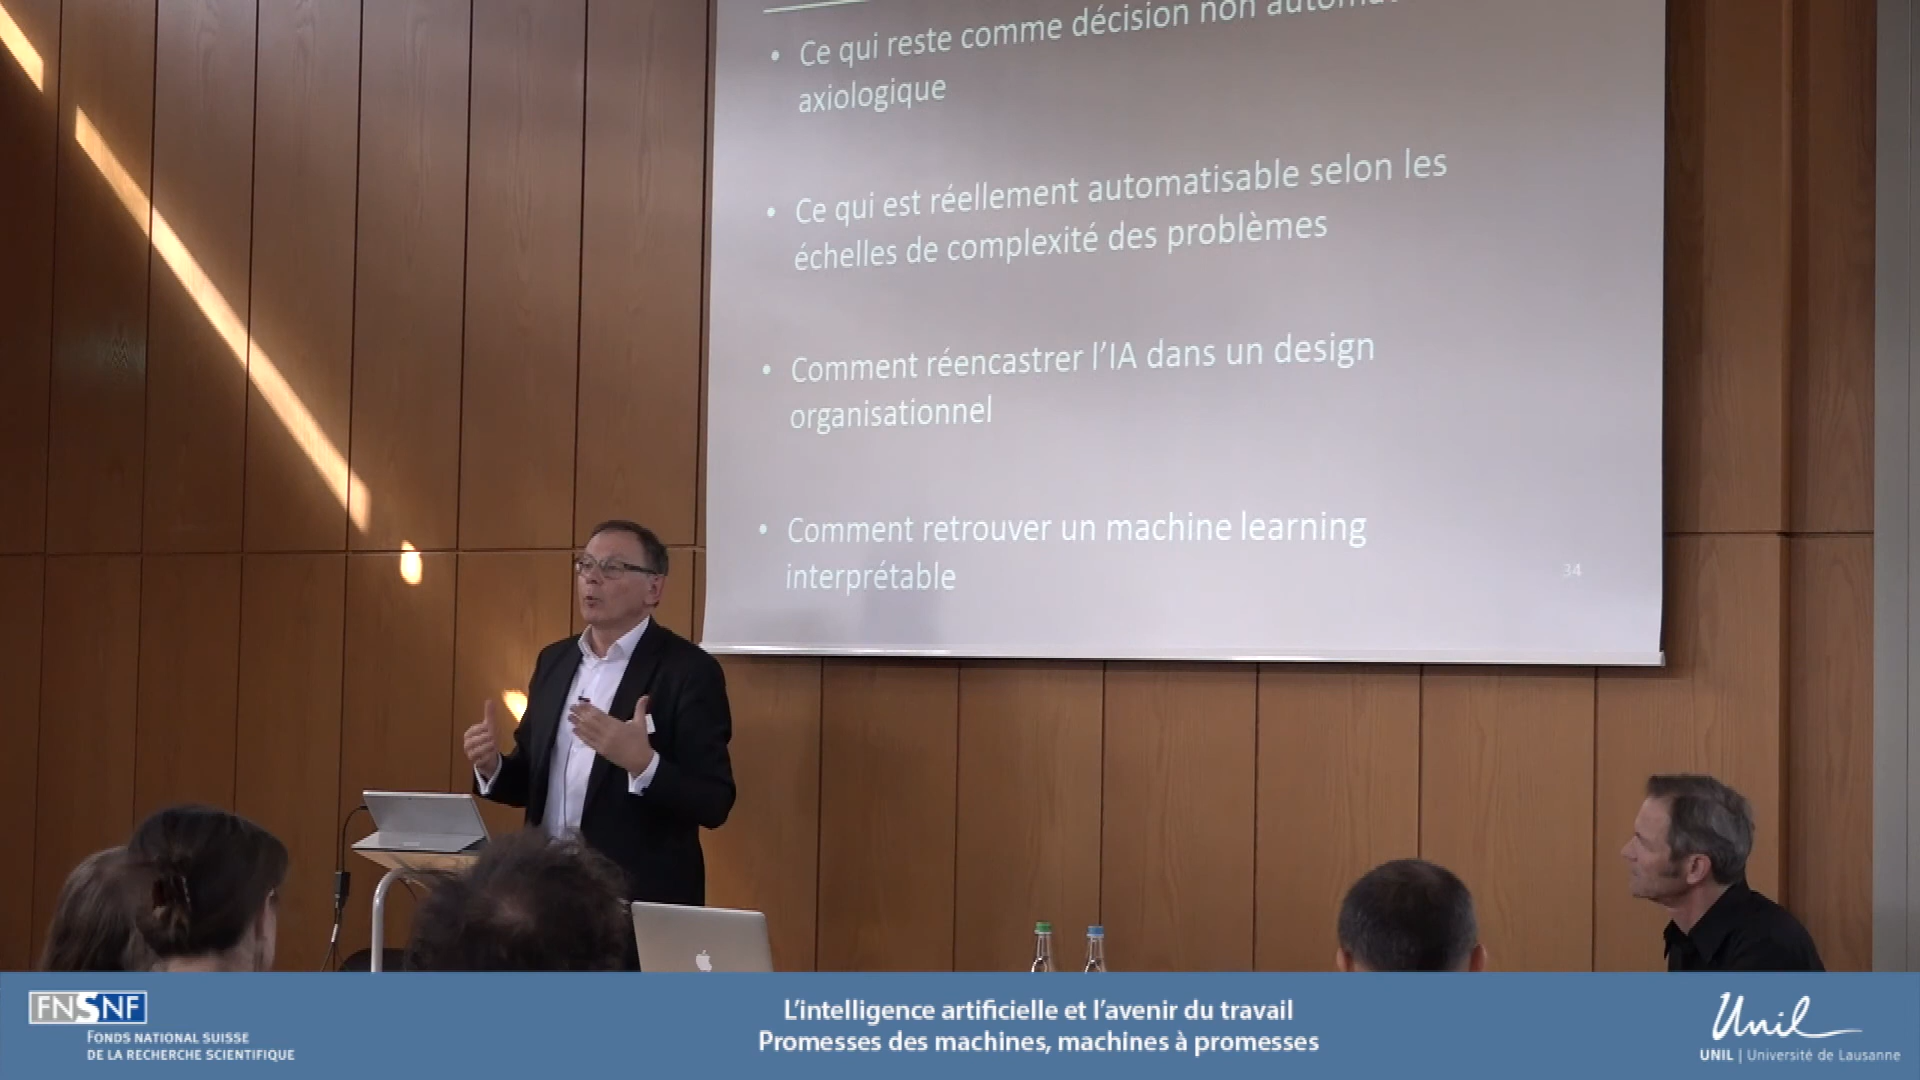 • Ce qui reste comme décision non
axiologique
• Ce qui est réellement automatisable selon les
échelles de complexité des problèmes
• Comment réencastrer l'IA dans un design
organisationnel
• Comment retrouver un machine learning
interprétable
34
FNSNF
FONDS NATIONAL SUISSE
DE LA RECHERCHE SCIENTIFIQUE
L'intelligence artificielle et l'avenir du travail
Promesses des machines, machines à promesses
Unil
UNIL | Université de Lausanne